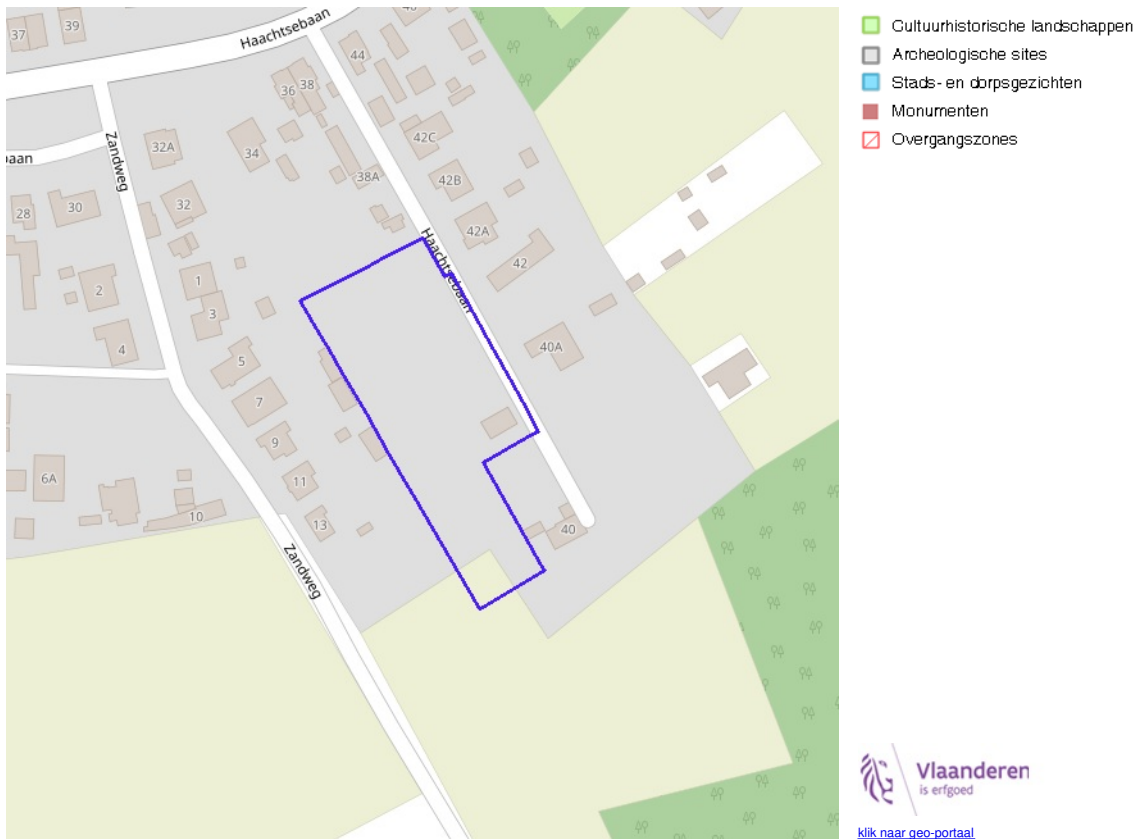 37
39
40
Haachtsebaan
44
36
38
Zandweg
baan
32A
34
42C
38A
42B
28
30
32
42A
Haachtsebaan
42
1
2
3
4
5
40A
7
9
6A
11
10
13
40
Zandweg
Cultuurhistorische landschappen
Archeologische sites
Stads- en dorpsgezichten
Monumenten
Overgangszones
Vlaanderen
is erfgoed
klik naar geo-portaal